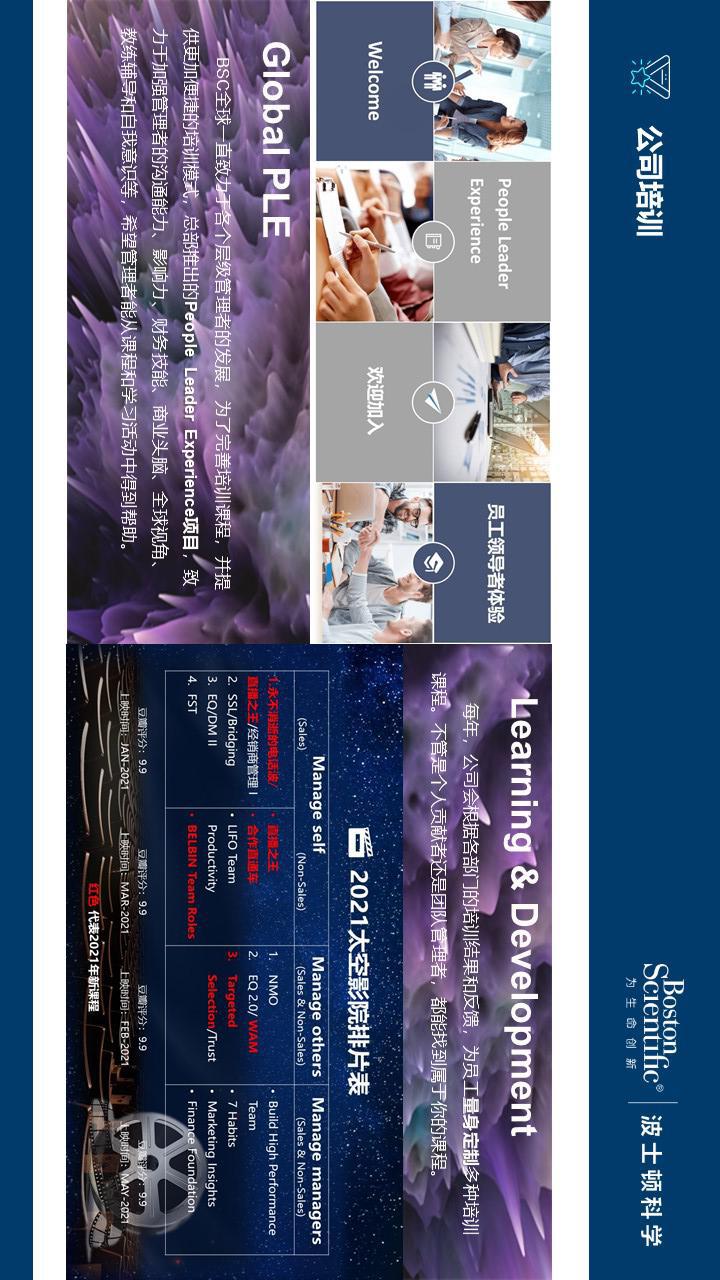 公司培训
Boston
Scientific®
为生命创新
波士顿科学
Welcome
People Leader
Experience
欢迎加入
员工领导者体验
Global PLE
BSC全球一直致力于各个层级管理者的发展，为了完善培训课程，并提
供更加便捷的培训模式，总部推出的People Leader Experience项目，致
力于加强管理者的沟通能力、影响力、财务技能、商业头脑、全球视角、
教练辅导和自我意识等，希望管理者能从课程和学习活动中得到帮助。
Learning & Development
每年，公司会根据各部门的培训结果和反馈，为员工量身定制多种培训
课程。不管是个人贡献者还是团队管理者，都能找到属于你的课程。
2021太空影院排片表
Manage self
(Sales)
(Non-Sales)
Manage others
(Sales & Non-Sales)
Manage managers
(Sales & Non-Sales)
1.永不消逝的电话波/
直播之王/经销商管理 I
2. SSL/Bridging
3. EQ/DM II
4. FST
• 直播之王
• 合作直通车
• LIFO Team
Productivity
• BELBIN Team Roles
1. NMO
2. EQ 2.0/ WAM
3. Targeted
Selection/Trust
• Build High Performance
Team
• 7 Habits
• Marketing Insights
• Finance Foundation
豆瓣评分：9.9
上映时间：JAN-2021
豆瓣评分：9.9
上映时间：MAR-2021
豆瓣评分：9.9
上映时间：FEB-2021
豆瓣评分：9.9
上映时间：MAY-2021
红色 代表2021年新课程